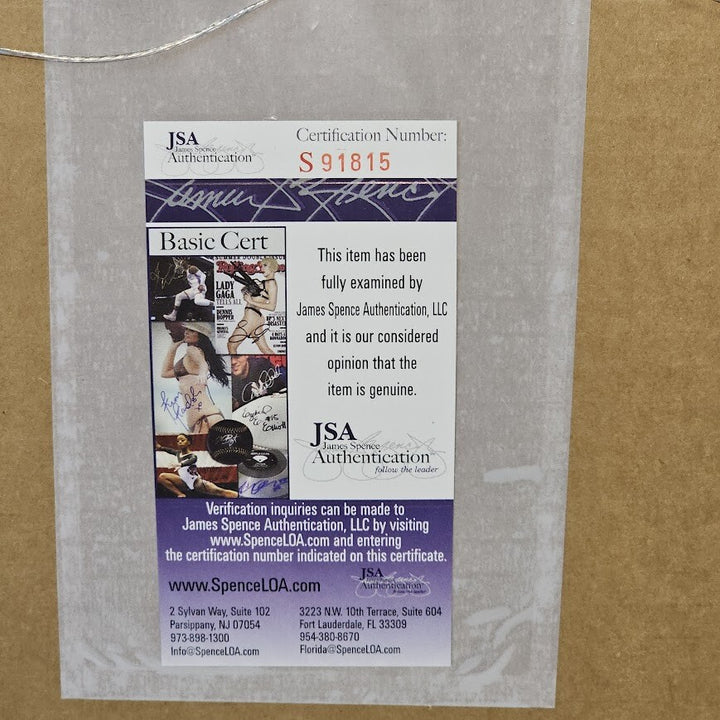 JSA
James Spence
Authentication
Certification Number:
S 91815
Basic Cert
LADY
GAGA
TELLS ALL
DENNIS
HOPPER
This item has been
fully examined by
James Spence Authentication, LLC
and it is our considered
opinion that the
item is genuine.
JSA
James Spence
Authentication
follow the leader
Verification inquiries can be made to
James Spence Authentication, LLC by visiting
www.SpenceLOA.com and entering
the certification number indicated on this certificate.
www.SpenceLOA.com
JSA
Authentication
2 Sylvan Way, Suite 102
Parsippany, NJ 07054
973-898-1300
Info@SpenceLOA.com
3223 N.W. 10th Terrace, Suite 604
Fort Lauderdale, FL 33309
954-380-8670
Florida@SpenceLOA.com